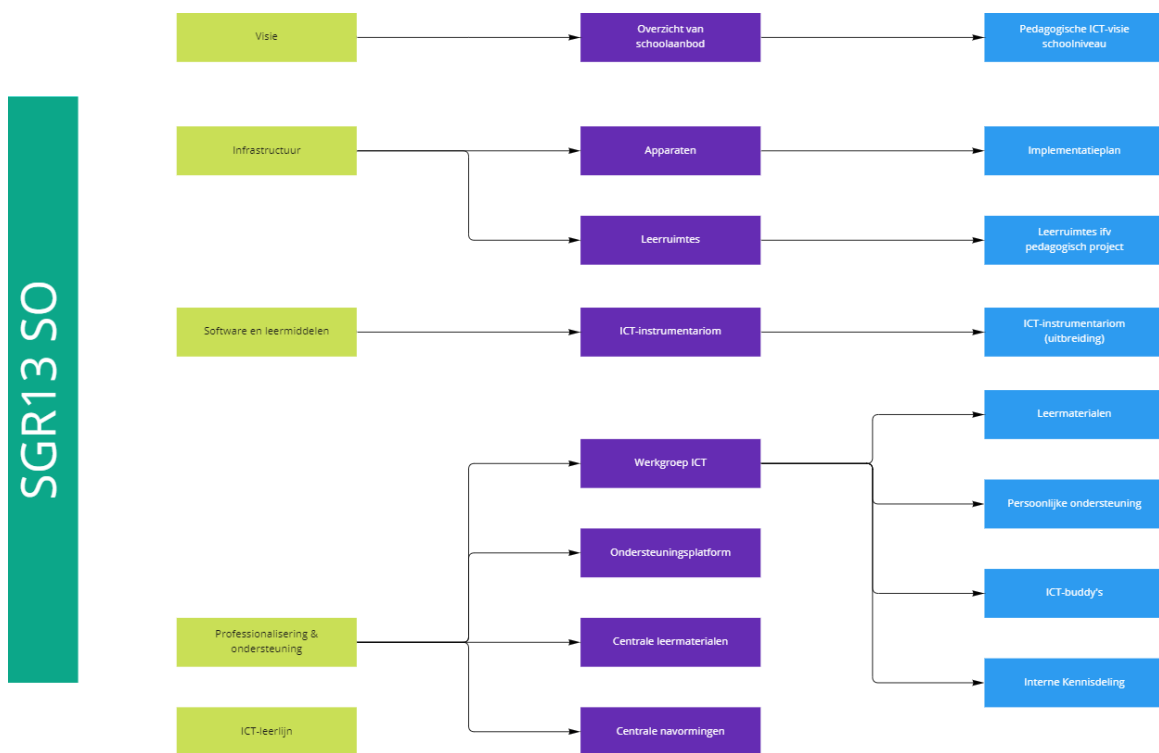 SGR13 SO
Visie
Overzicht van
schoolaanbod
Pedagogische ICT-visie
schoolniveau
Infrastructuur
Apparaten
Implementatieplan
Leerruimtes
Leerruimtes ifv
pedagogisch project
Software en leermiddelen
ICT-instrumentariom
ICT-instrumentariom
(uitbreiding)
Leermaterialen
Werkgroep ICT
Persoonlijke ondersteuning
Ondersteuningsplatform
ICT-buddy's
Professionalisering &
ondersteuning
Centrale leermaterialen
Interne Kennisdeling
ICT-leerlijn
Centrale navormingen